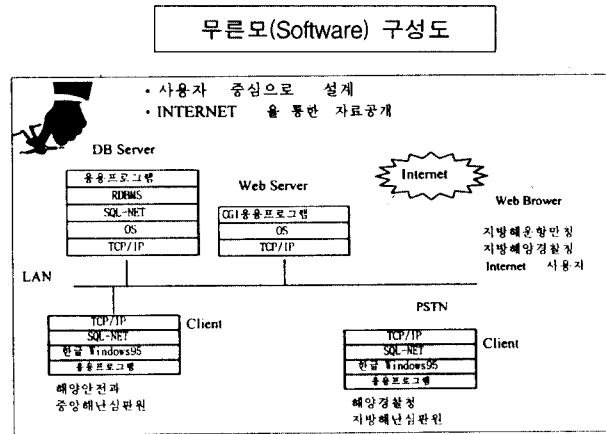 무른모(Software) 구성도
• 사용자 중심으로 설계
• INTERNET 을 통한 자료공개
DB Server
응용프로그램
RDBMS
SQL-NET
OS
TCP/IP
Web Server
CGI응용프로그램
OS
TCP/IP
Internet
Web Brower
지방해운항만청
지방해양경찰청
Internet 사용자
LAN
PSTN
TCP/IP
SQL-NET
한글 Windows95
응용프로그램
Client
해양안전과
중앙해난심판원
TCP/IP
SQL-NET
한글 Windows95
응용프로그램
Client
해양경찰청
지방해난심판원